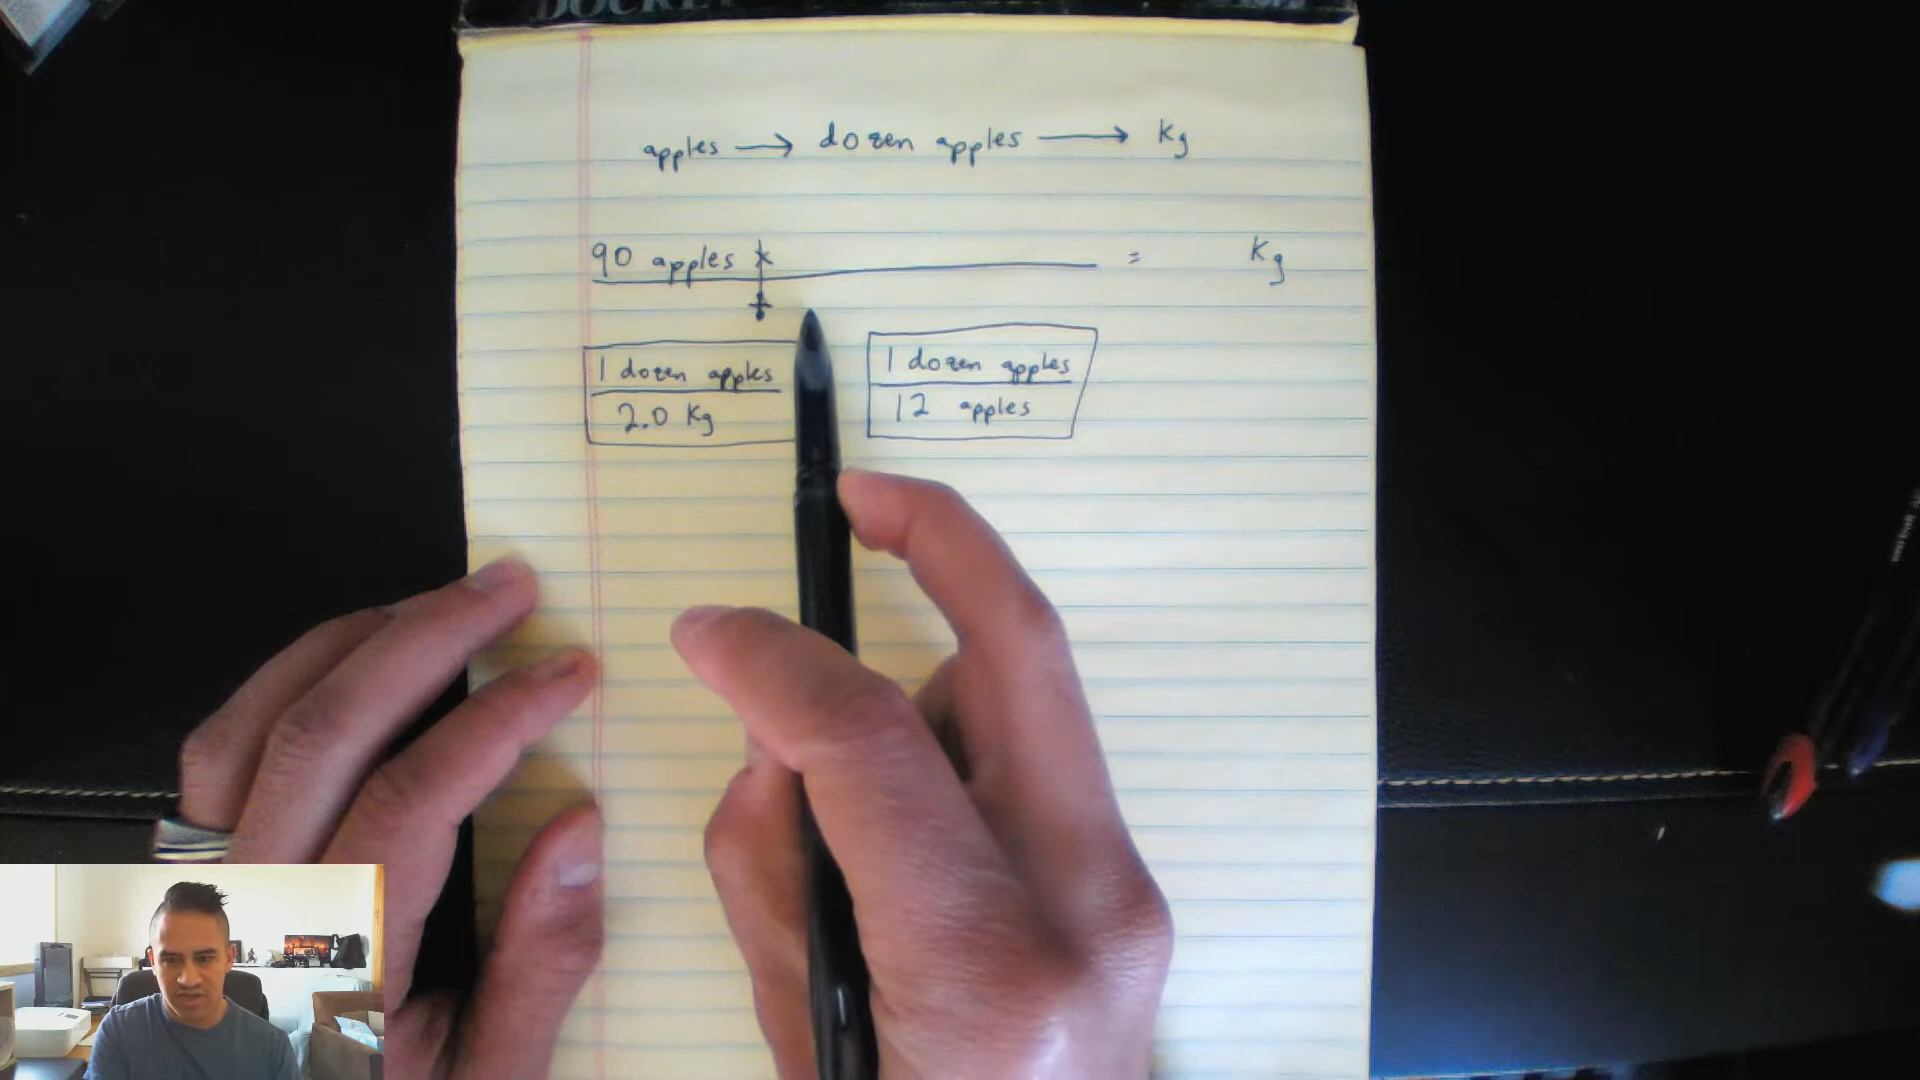 apples → dozen apples → kg
90 apples x = kg
÷
1 dozen apples
2.0 kg
1 dozen apples
12 apples